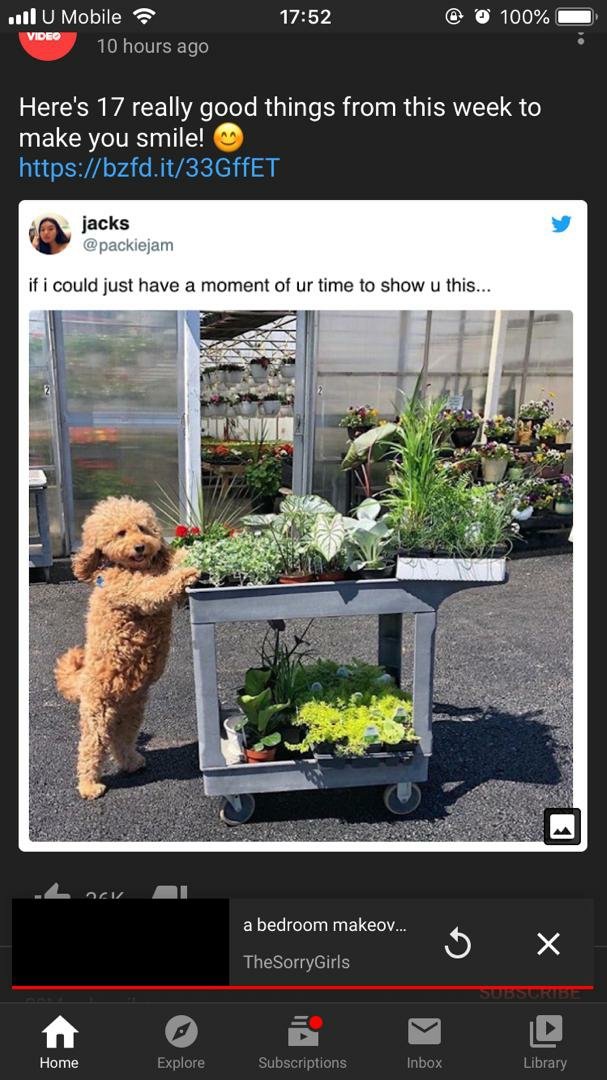 U Mobile 17:52 100%
VIDEO
10 hours ago
Here's 17 really good things from this week to
make you smile! 😊
https://bzfd.it/33GffET
jacks
@packiejam
if i could just have a moment of ur time to show u this...
26K
a bedroom makeov...
TheSorryGirls
SUBSCRIBE
Home Explore Subscriptions Inbox Library